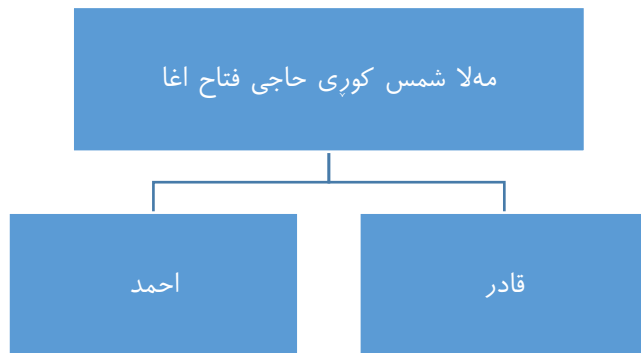 مەلا شمس کوڕی حاجی فتاح اغا
قادر
احمد